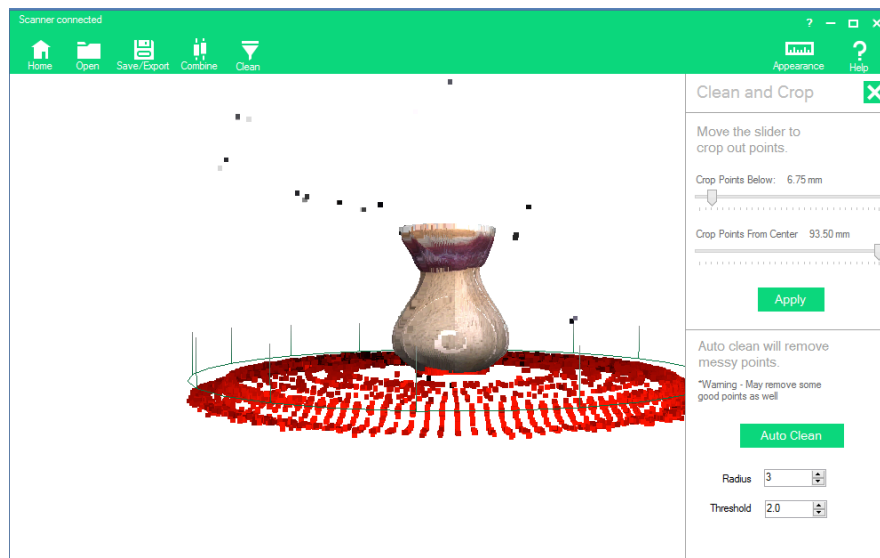 Scanner connected
?
Home
Open
Save/Export
Combine
Clean
Appearance
Help
Clean and Crop
Move the slider to
crop out points.
Crop Points Below: 6.75 mm
Crop Points From Center 93.50 mm
Apply
Auto clean will remove
messy points.
*Warning - May remove some
good points as well
Auto Clean
Radius 3
Threshold 2.0